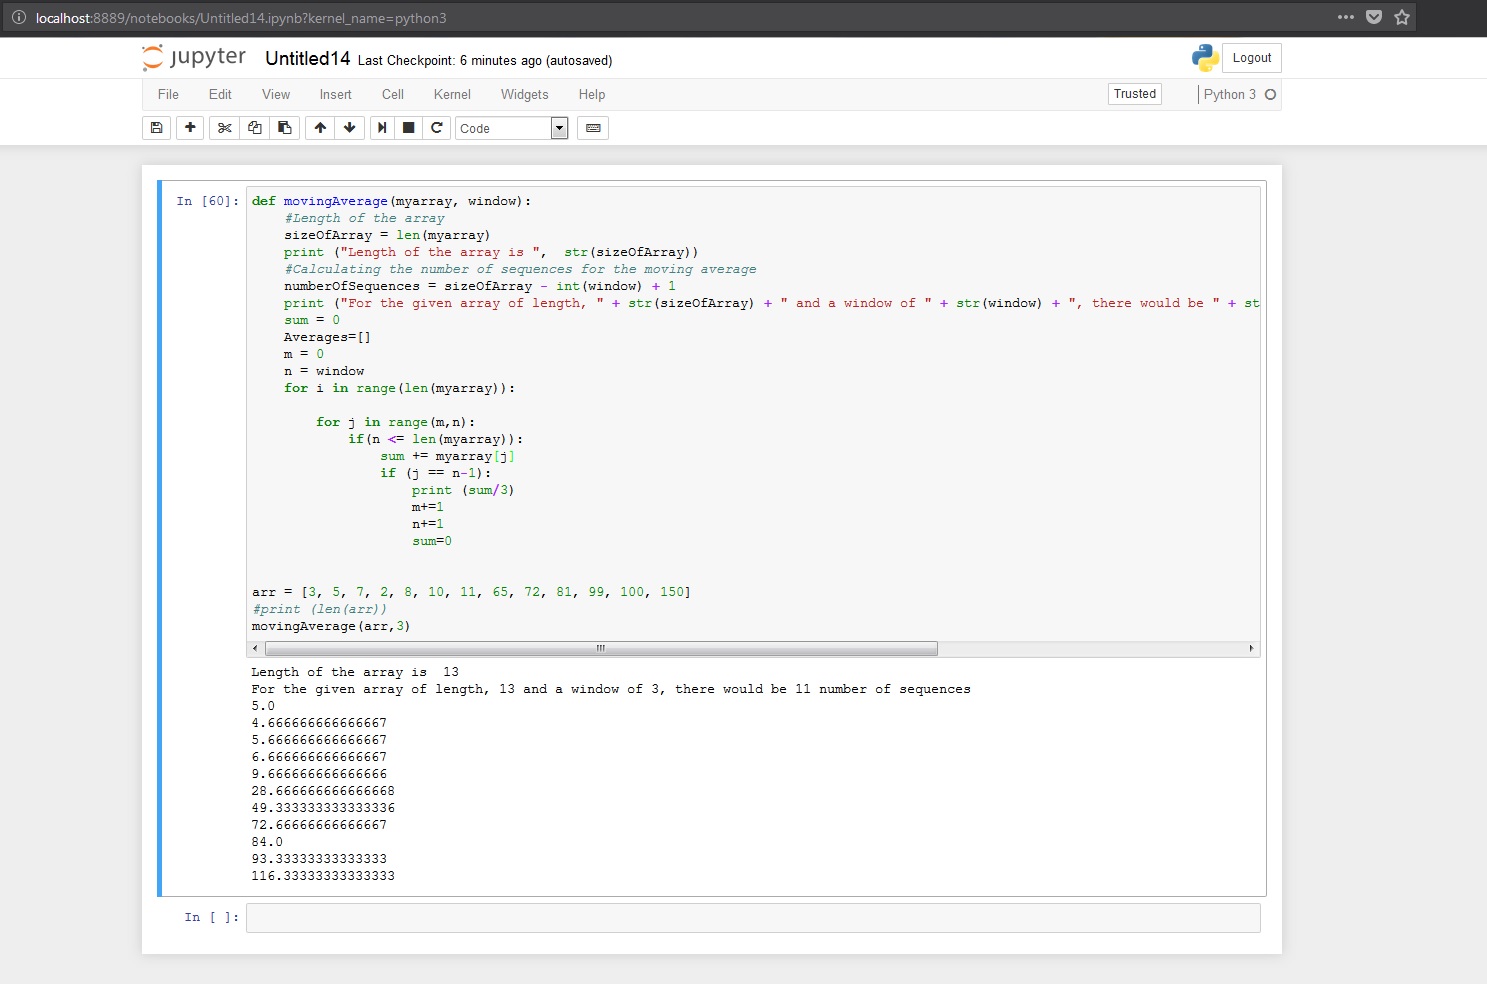 localhost:8889/notebooks/Untitled14.ipynb?kernel_name=python3
jupyter Untitled14 Last Checkpoint: 6 minutes ago (autosaved)
Logout
File Edit View Insert Cell Kernel Widgets Help
Trusted
Python 3
Code
In [60]:
def movingAverage(myarray, window):
    #Length of the array
    sizeOfArray = len(myarray)
    print ("Length of the array is ",  str(sizeOfArray))
    #Calculating the number of sequences for the moving average
    numberOfSequences = sizeOfArray - int(window) + 1
    print ("For the given array of length, " + str(sizeOfArray) + " and a window of " + str(window) + ", there would be " + st
    sum = 0
    Averages=[]
    m = 0
    n = window
    for i in range(len(myarray)):
        for j in range(m,n):
            if(n <= len(myarray)):
                sum += myarray[j]
                if (j == n-1):
                    print (sum/3)
                    m+=1
                    n+=1
                    sum=0
arr = [3, 5, 7, 2, 8, 10, 11, 65, 72, 81, 99, 100, 150]
#print (len(arr))
movingAverage(arr,3)
Length of the array is  13
For the given array of length, 13 and a window of 3, there would be 11 number of sequences
5.0
4.666666666666667
5.666666666666667
6.666666666666667
9.666666666666666
28.666666666666668
49.333333333333336
72.66666666666667
84.0
93.33333333333333
116.33333333333333
In [ ]: